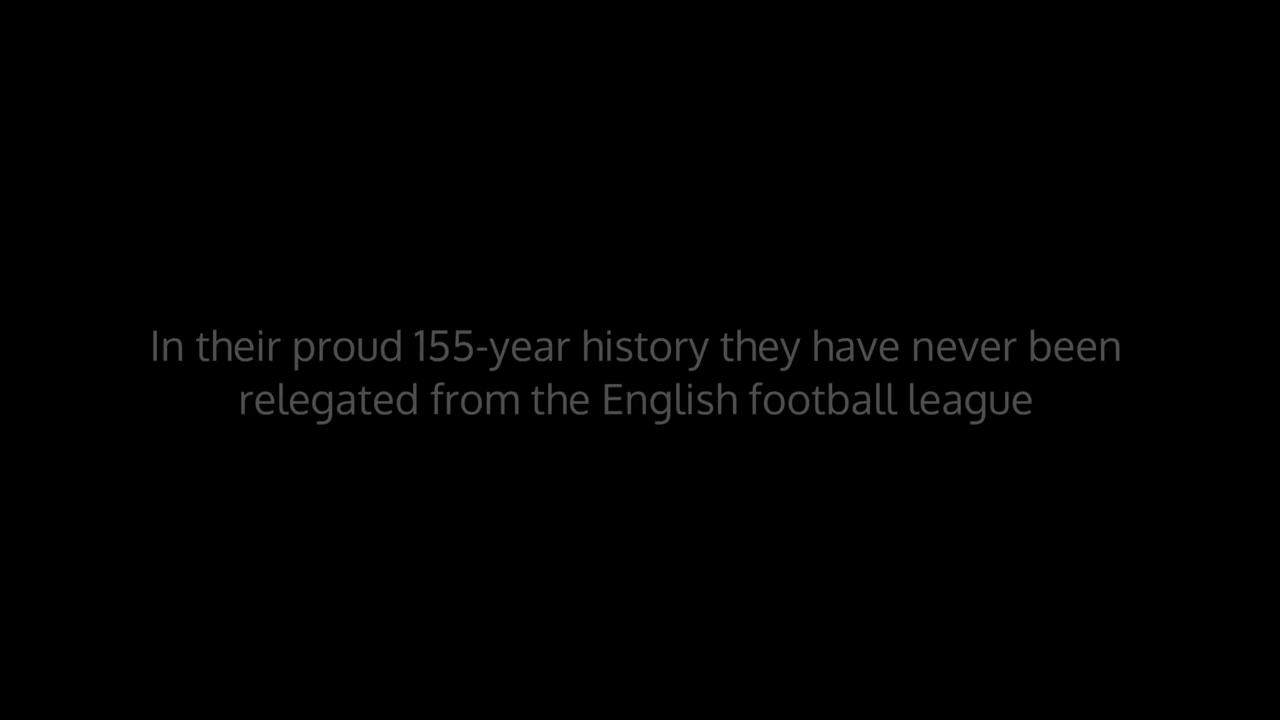 In their proud 155-year history they have never been
relegated from the English football league